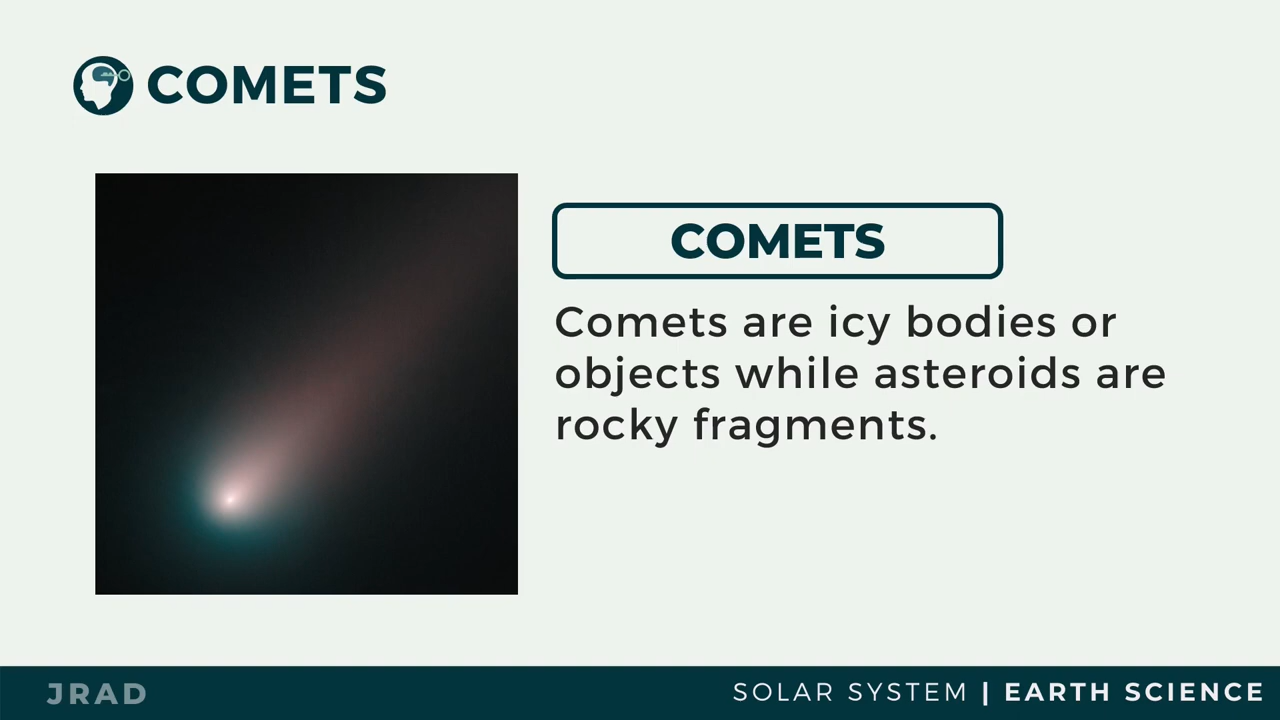 COMETS
COMETS
Comets are icy bodies or
objects while asteroids are
rocky fragments.
JRAD
SOLAR SYSTEM | EARTH SCIENCE